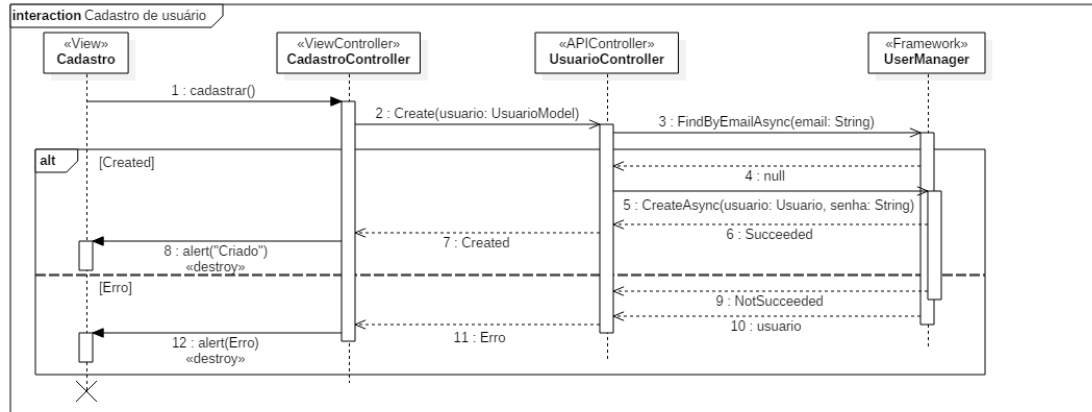 interaction Cadastro de usuário
«View»
Cadastro
«ViewController»
CadastroController
«APIController»
UsuarioController
«Framework»
UserManager
1 : cadastrar()
2 : Create(usuario: UsuarioModel)
3 : FindByEmailAsync(email: String)
alt
[Created]
4 : null
5 : CreateAsync(usuario: Usuario, senha: String)
6 : Succeeded
7 : Created
8 : alert("Criado")
«destroy»
[Erro]
9 : NotSucceeded
10 : usuario
11 : Erro
12 : alert(Erro)
«destroy»